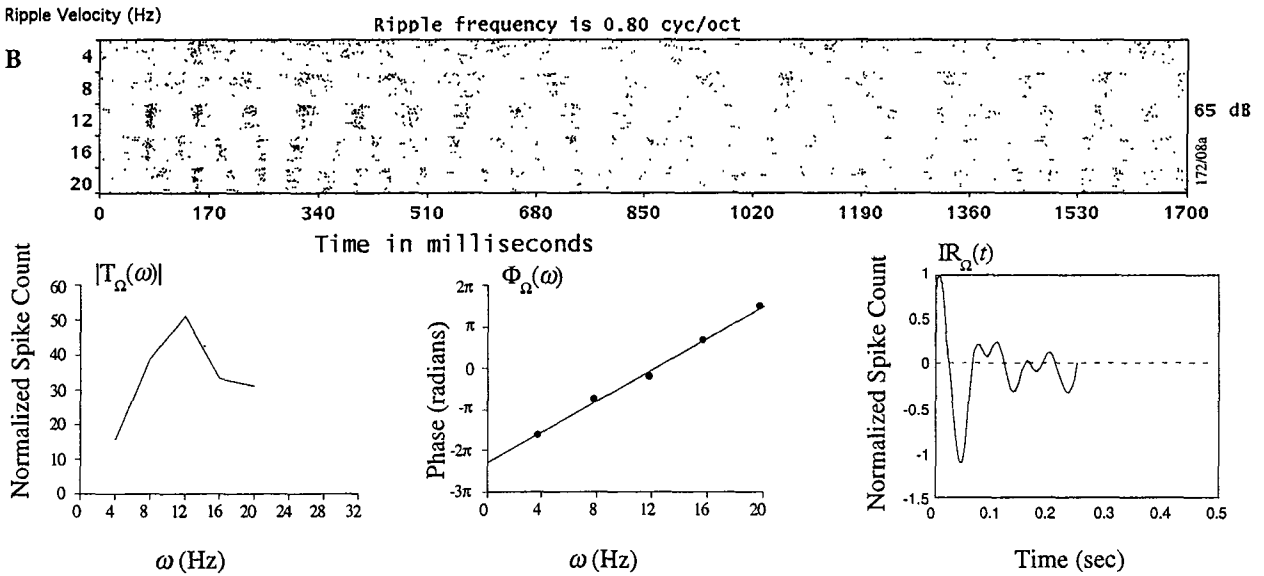 Ripple Velocity (Hz)
Ripple frequency is 0.80 cyc/oct
B
4
8
12
16
20
65 dB
172/08a
0 170 340 510 680 850 1020 1190 1360 1530 1700
Time in milliseconds
|T_Ω(ω)|
Normalized Spike Count
60
50
40
30
20
10
0
0 4 8 12 16 20 24 28 32
ω (Hz)
Φ_Ω(ω)
Phase (radians)
2π
π
0
-π
-2π
-3π
0 4 8 12 16 20
ω (Hz)
IR_Ω(t)
Normalized Spike Count
1
0.5
0
-0.5
-1
-1.5
0 0.1 0.2 0.3 0.4 0.5
Time (sec)